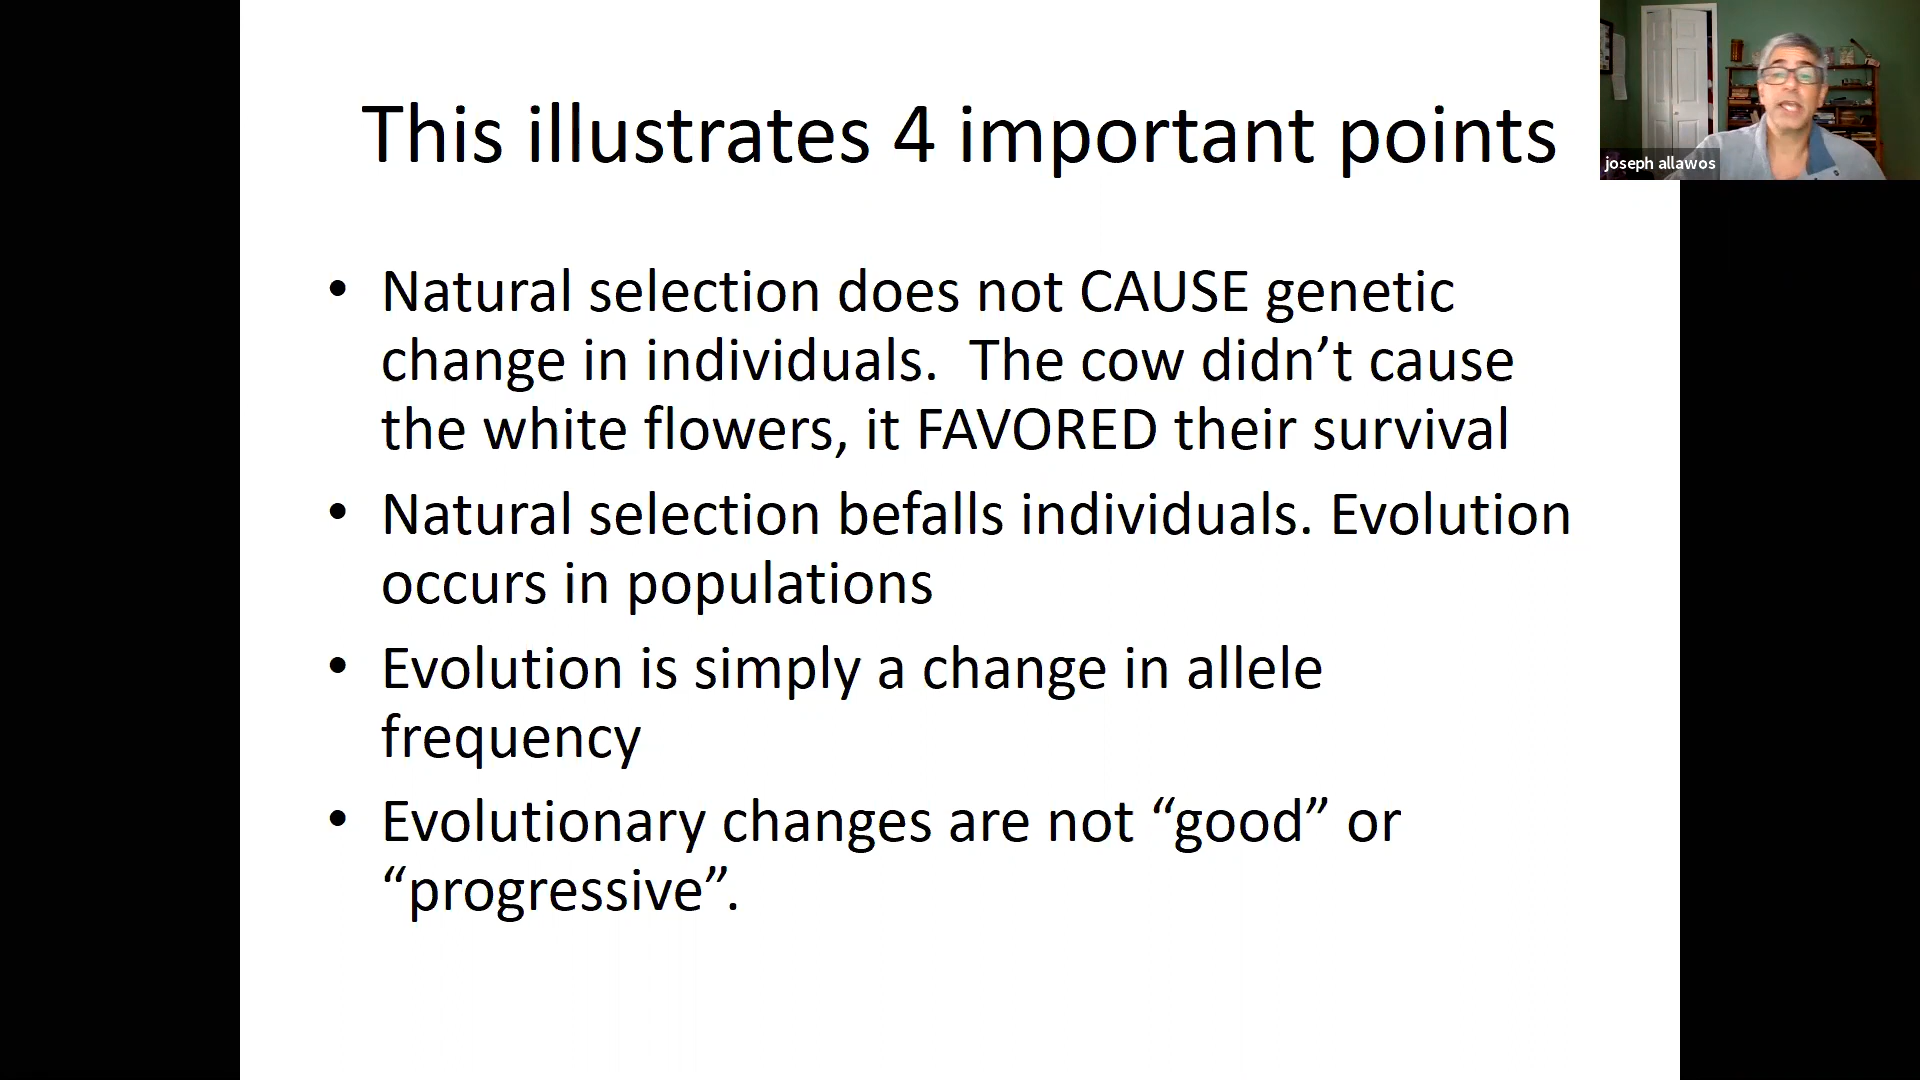 This illustrates 4 important points
joseph allawos
• Natural selection does not CAUSE genetic
change in individuals.  The cow didn’t cause
the white flowers, it FAVORED their survival
• Natural selection befalls individuals. Evolution
occurs in populations
• Evolution is simply a change in allele
frequency
• Evolutionary changes are not “good” or
“progressive”.